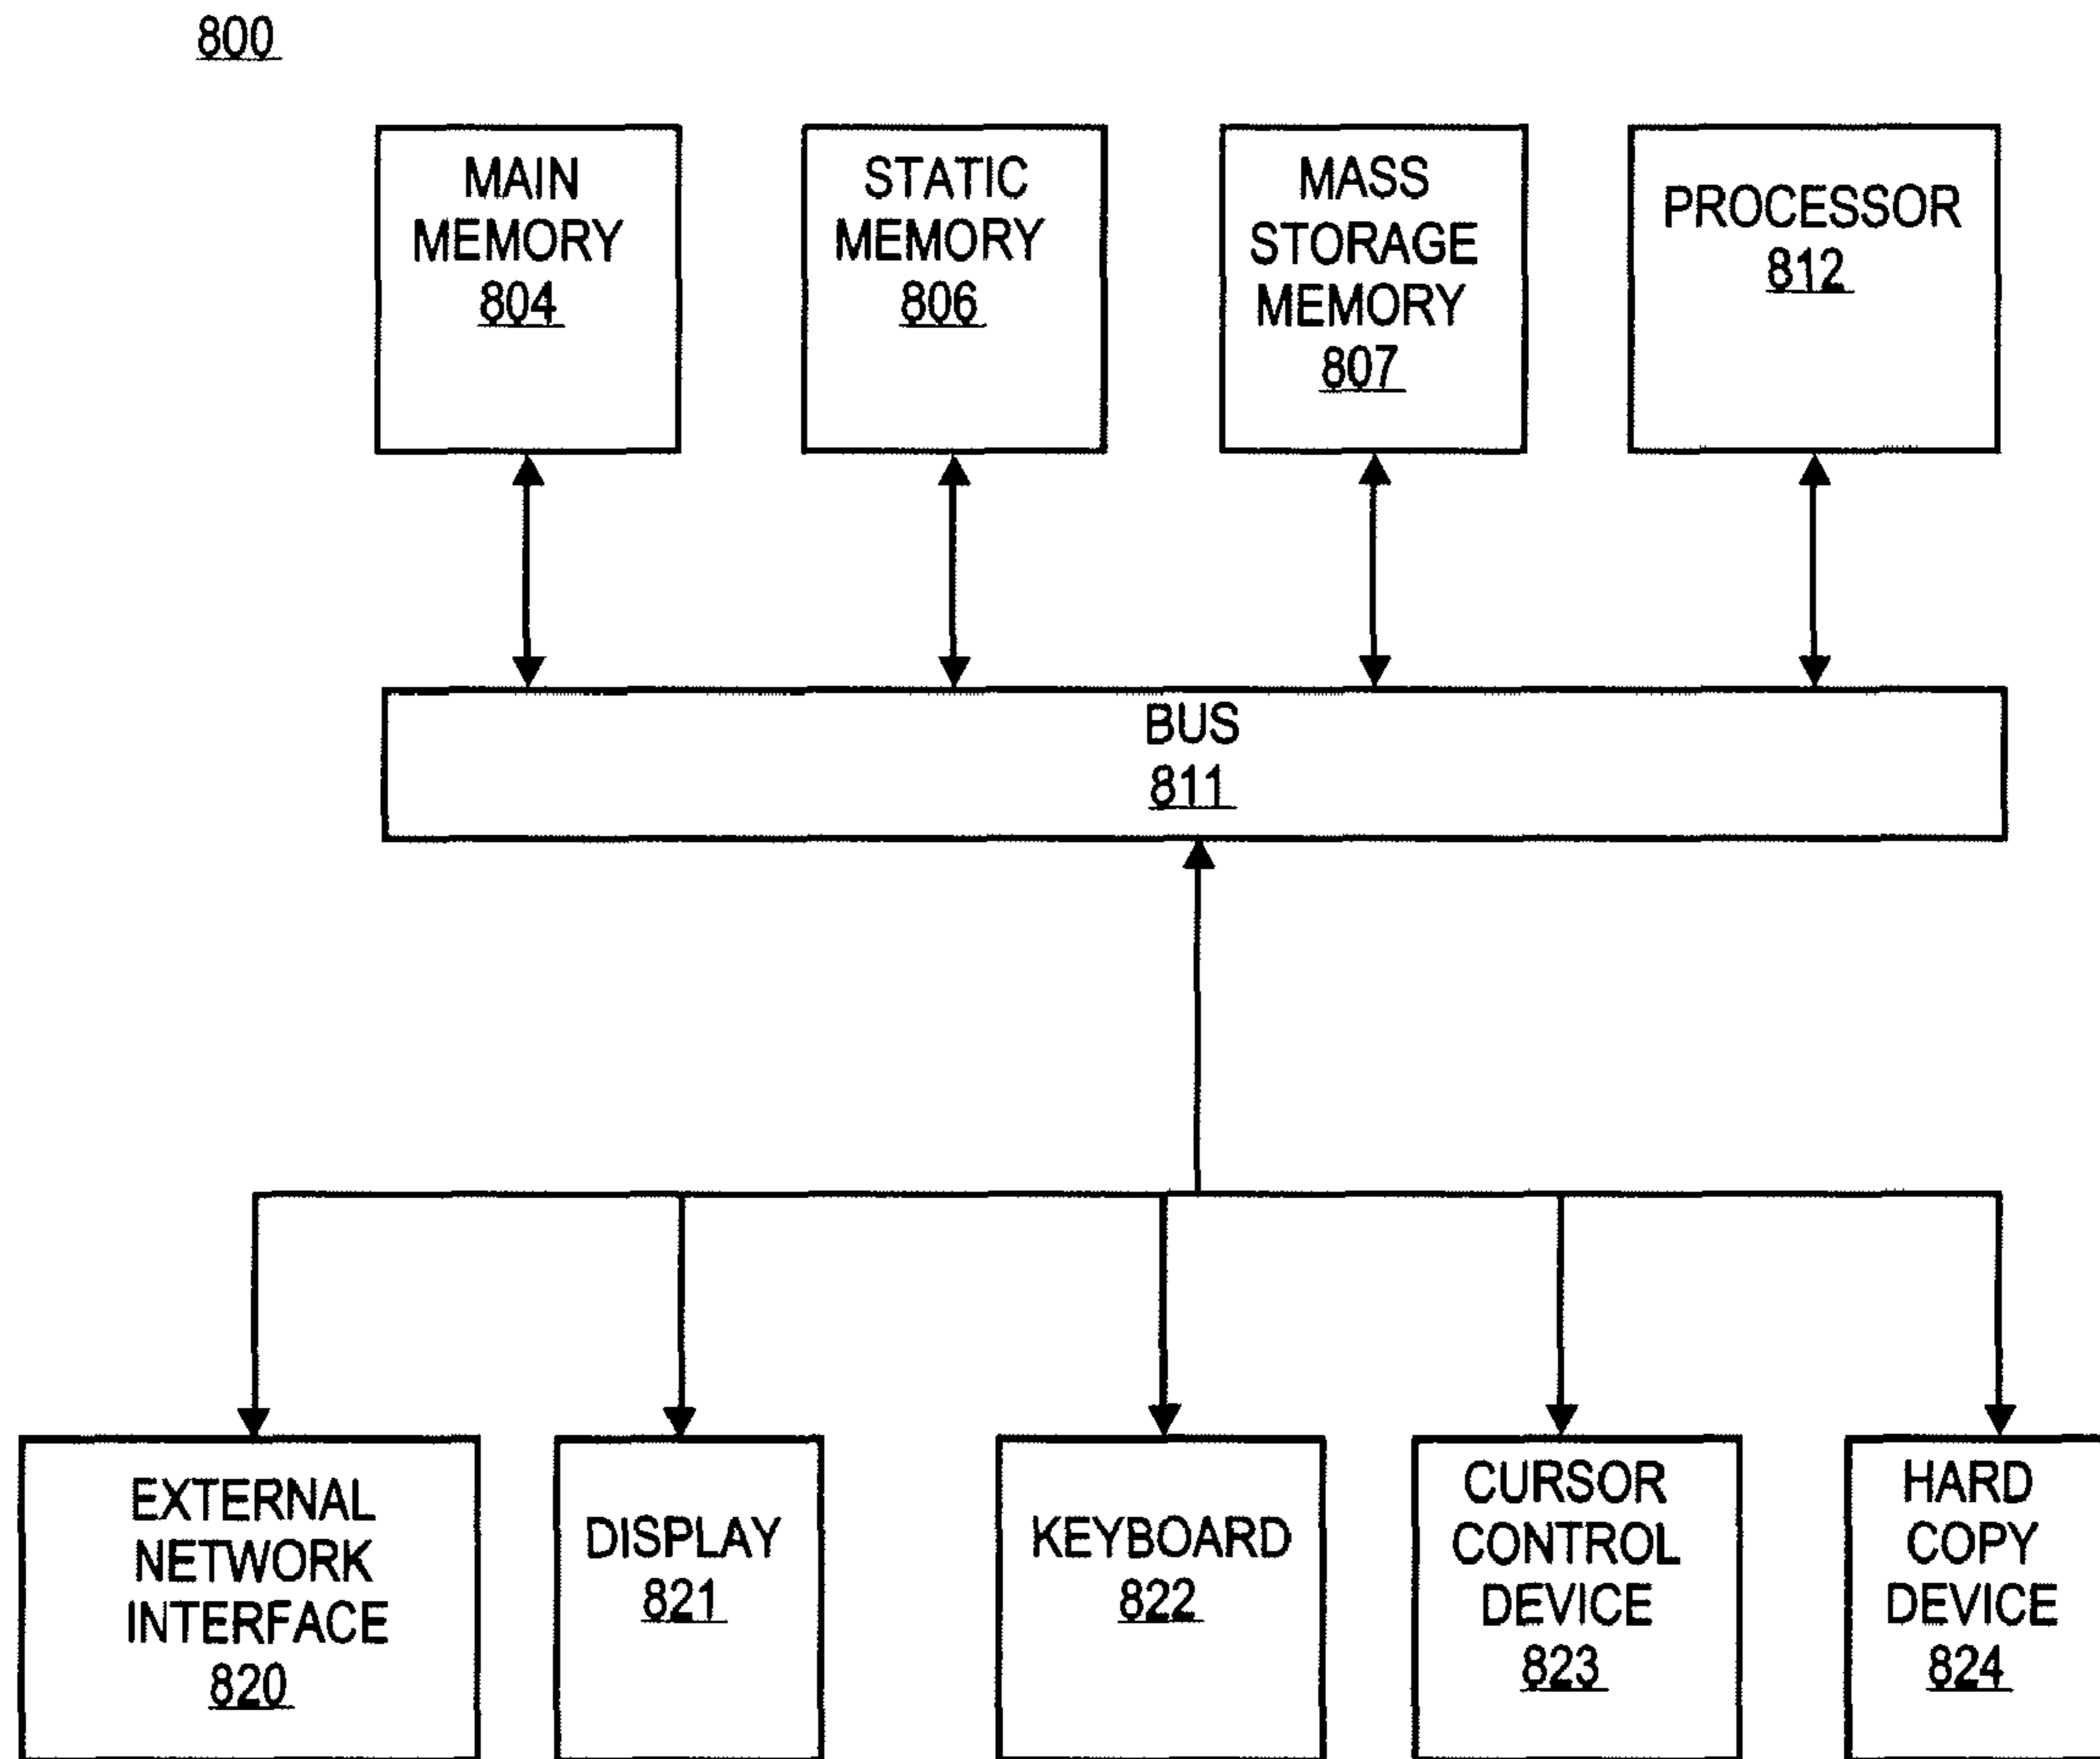 800
MAIN
MEMORY
804
STATIC
MEMORY
806
MASS
STORAGE
MEMORY
807
PROCESSOR
812
BUS
811
EXTERNAL
NETWORK
INTERFACE
820
DISPLAY
821
KEYBOARD
822
CURSOR
CONTROL
DEVICE
823
HARD
COPY
DEVICE
824